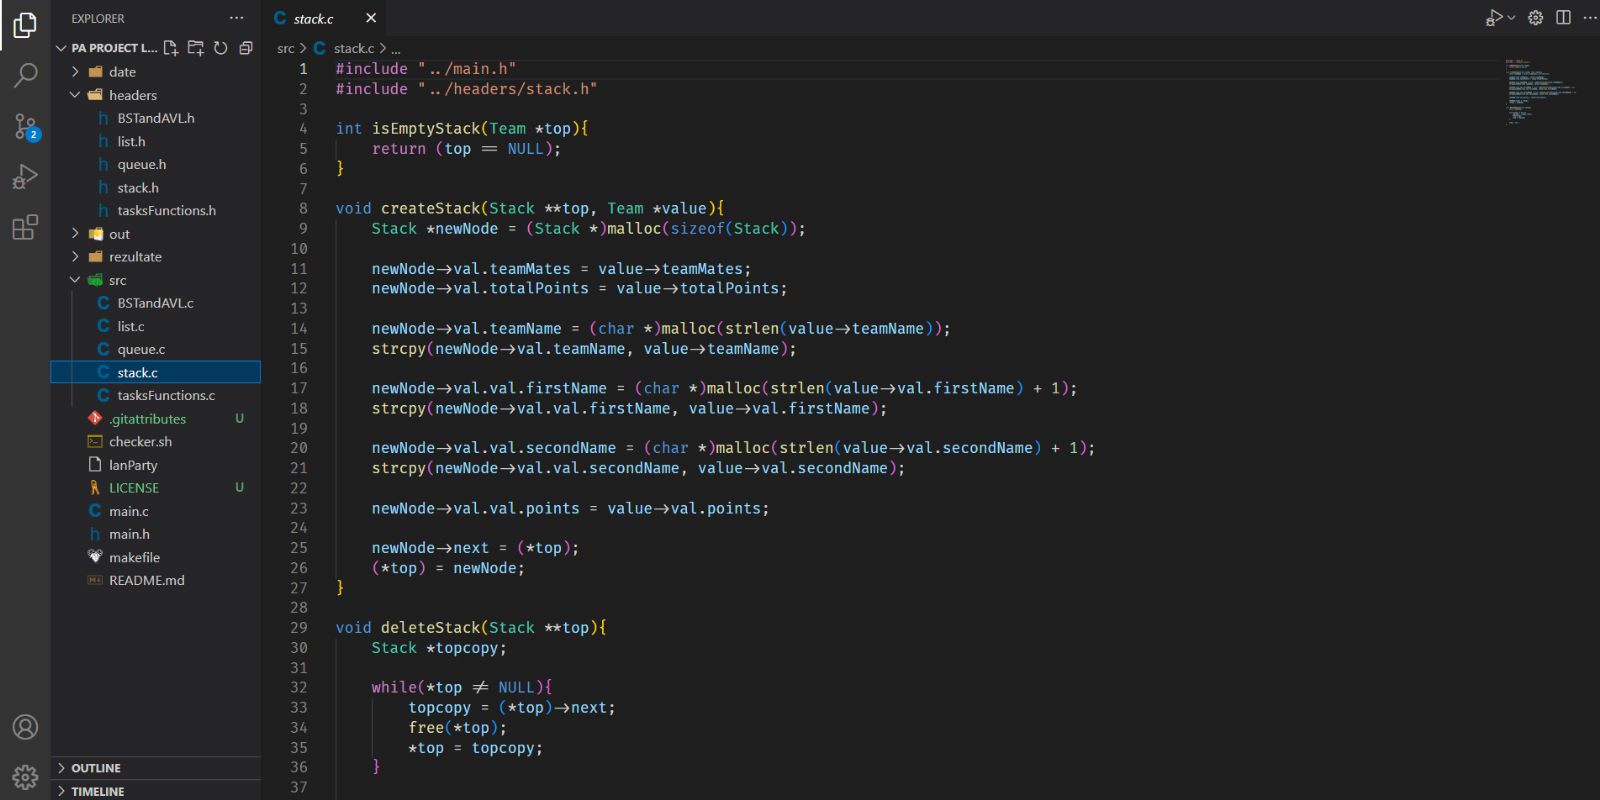 EXPLORER
PA PROJECT L...
date
headers
BSTandAVL.h
list.h
queue.h
stack.h
tasksFunctions.h
out
rezultate
src
BSTandAVL.c
list.c
queue.c
stack.c
tasksFunctions.c
.gitattributes U
checker.sh
lanParty
LICENSE U
main.c
main.h
makefile
README.md
OUTLINE
TIMELINE
2
stack.c
src > stack.c > ...
1 #include "../main.h"
2 #include "../headers/stack.h"
3
4 int isEmptyStack(Team *top){
5 return (top == NULL);
6 }
7
8 void createStack(Stack **top, Team *value){
9 Stack *newNode = (Stack *)malloc(sizeof(Stack));
10
11 newNode->val.teamMates = value->teamMates;
12 newNode->val.totalPoints = value->totalPoints;
13
14 newNode->val.teamName = (char *)malloc(strlen(value->teamName));
15 strcpy(newNode->val.teamName, value->teamName);
16
17 newNode->val.val.firstName = (char *)malloc(strlen(value->val.firstName) + 1);
18 strcpy(newNode->val.val.firstName, value->val.firstName);
19
20 newNode->val.val.secondName = (char *)malloc(strlen(value->val.secondName) + 1);
21 strcpy(newNode->val.val.secondName, value->val.secondName);
22
23 newNode->val.val.points = value->val.points;
24
25 newNode->next = (*top);
26 (*top) = newNode;
27 }
28
29 void deleteStack(Stack **top){
30 Stack *topcopy;
31
32 while(*top != NULL){
33 topcopy = (*top)->next;
34 free(*top);
35 *top = topcopy;
36 }
37